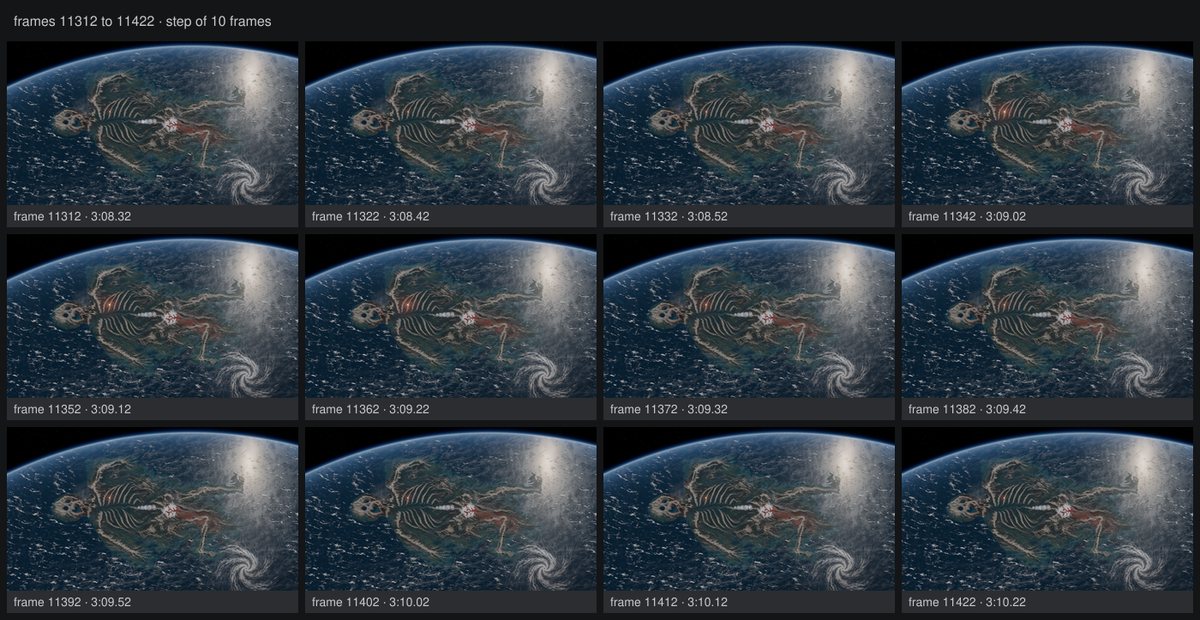 frames 11312 to 11422 · step of 10 frames
frame 11312 · 3:08.32
frame 11322 · 3:08.42
frame 11332 · 3:08.52
frame 11342 · 3:09.02
frame 11352 · 3:09.12
frame 11362 · 3:09.22
frame 11372 · 3:09.32
frame 11382 · 3:09.42
frame 11392 · 3:09.52
frame 11402 · 3:10.02
frame 11412 · 3:10.12
frame 11422 · 3:10.22